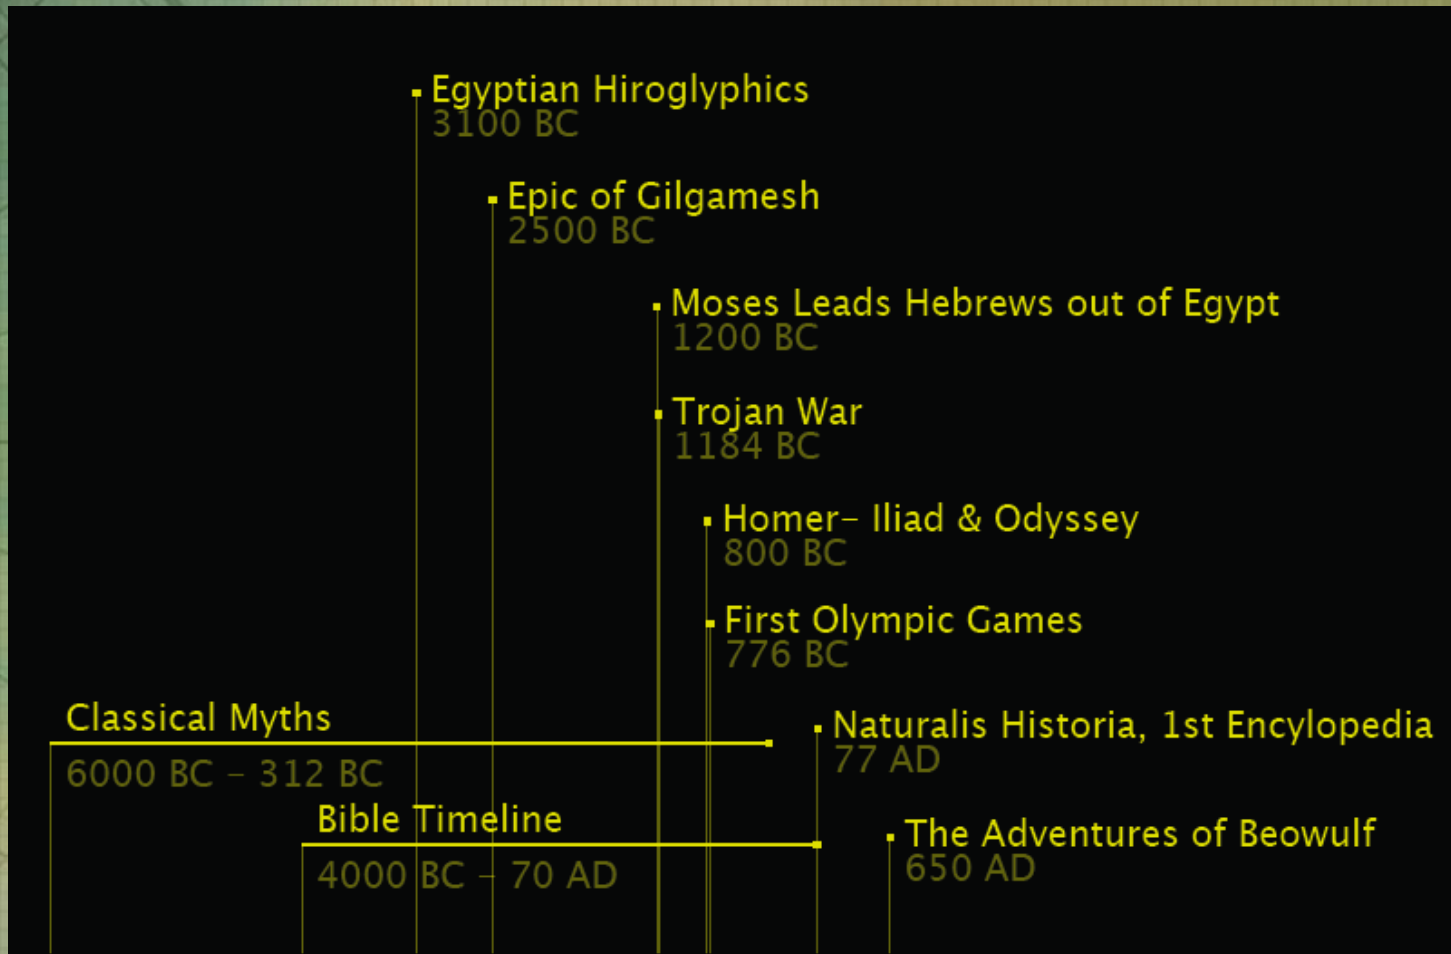 Egyptian Hiroglyphics
3100 BC
Epic of Gilgamesh
2500 BC
Moses Leads Hebrews out of Egypt
1200 BC
Trojan War
1184 BC
Homer– Iliad & Odyssey
800 BC
First Olympic Games
776 BC
Classical Myths
6000 BC – 312 BC
Naturalis Historia, 1st Encylopedia
77 AD
Bible Timeline
4000 BC – 70 AD
The Adventures of Beowulf
650 AD